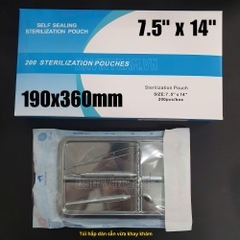 7.5" x 14"
SELF SEALING
STERILIZATION POUCH
200 STERILIZATION POUCHES
190x360mm
Sterilization Pouch
SIZE:7.5" x 14"
200pcs/box
Túi hấp dán sẵn vừa khay khám